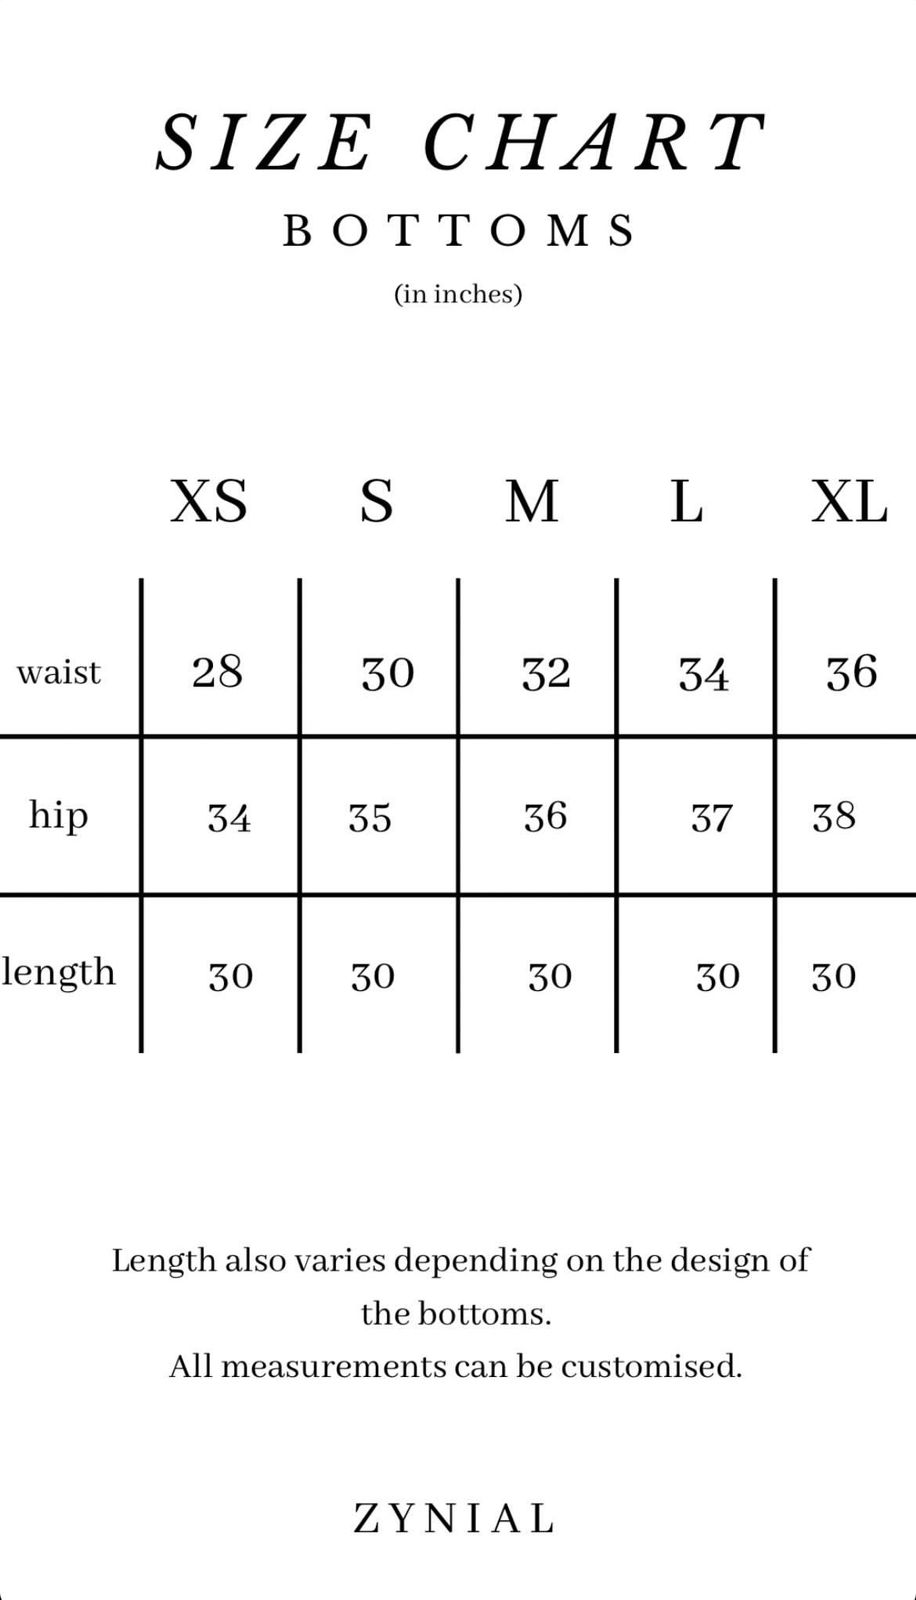 SIZE CHART
BOTTOMS
(in inches)
XS S M L XL
waist 28 30 32 34 36
hip 34 35 36 37 38
length 30 30 30 30 30
Length also varies depending on the design of
the bottoms.
All measurements can be customised.
ZYNIAL